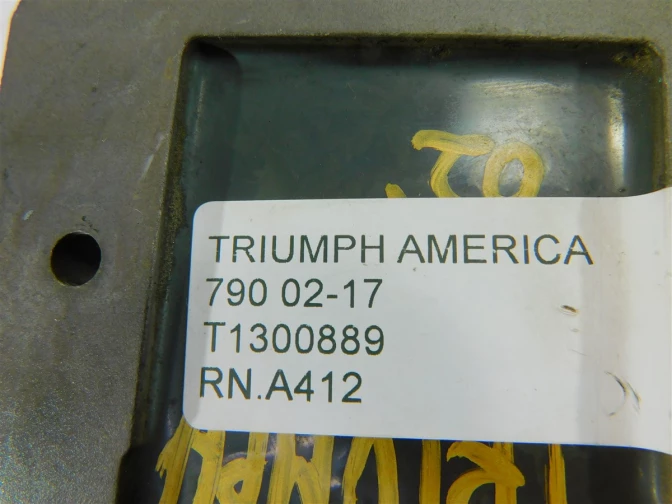 TRIUMPH AMERICA
790 02-17
T1300889
RN.A412